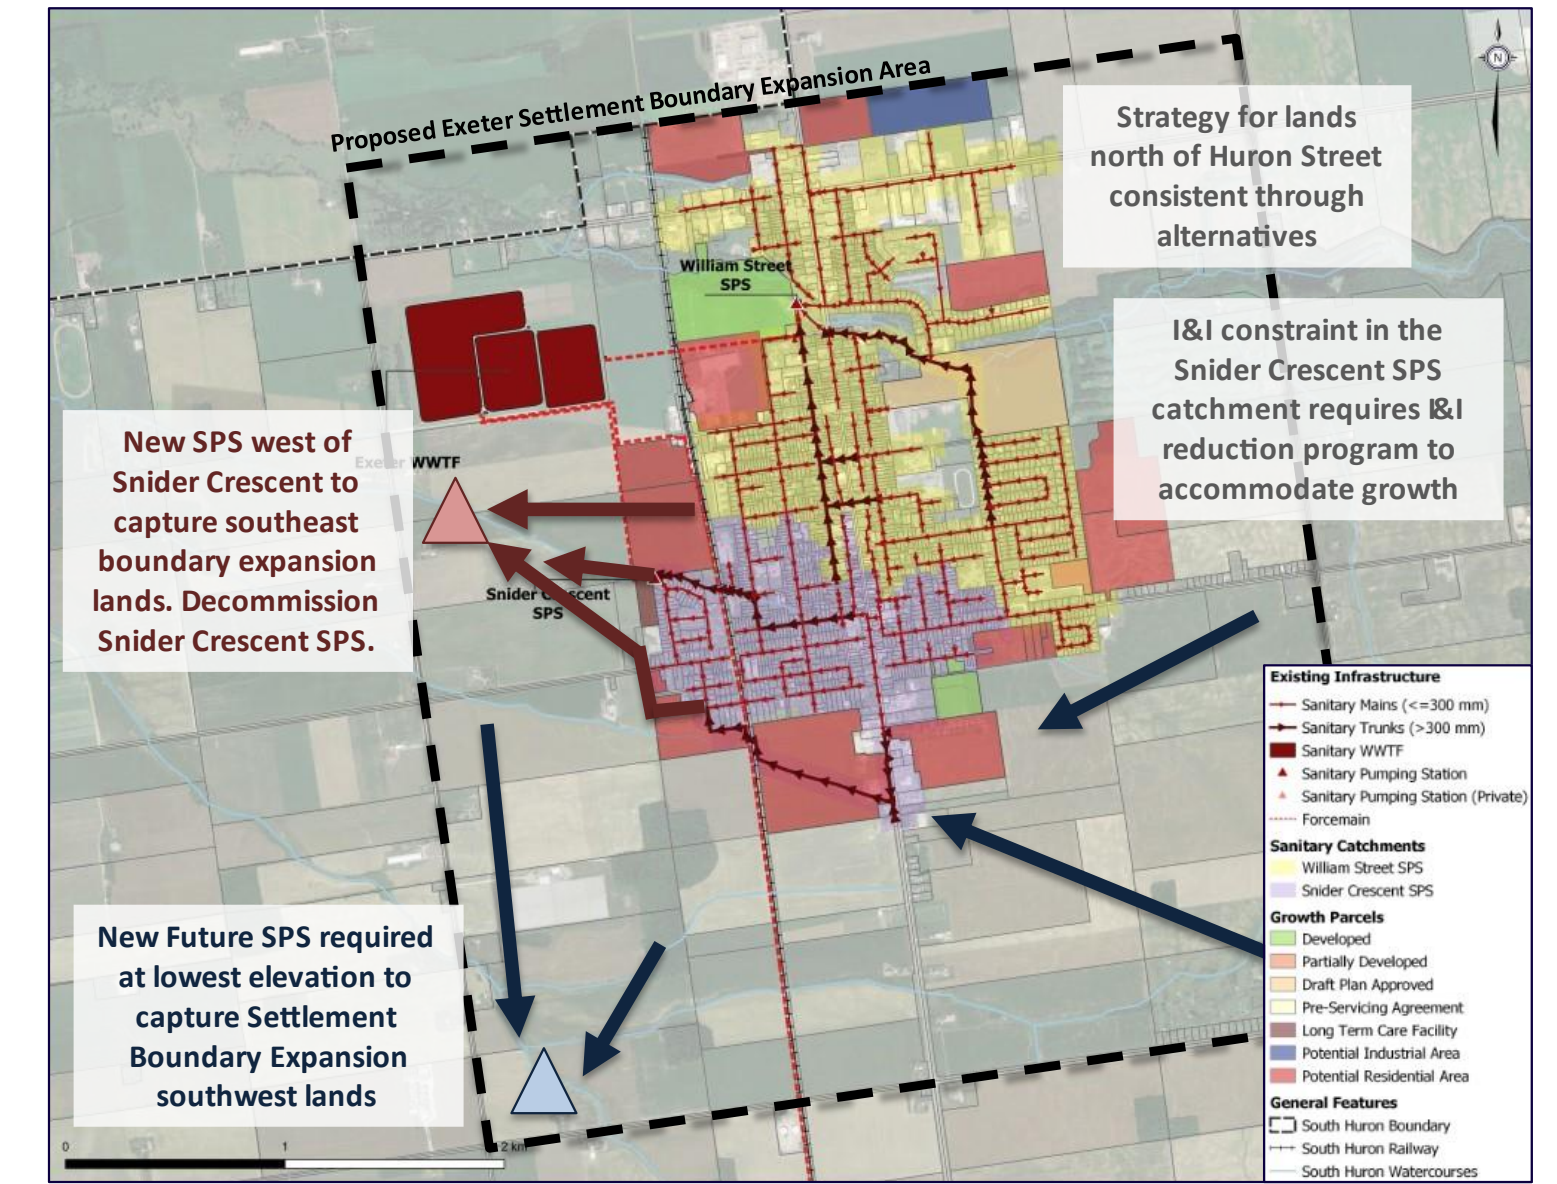 Proposed Exeter Settlement Boundary Expansion Area
N
Strategy for lands
north of Huron Street
consistent through
alternatives
William Street
SPS
I&I constraint in the
Snider Crescent SPS
catchment requires I&I
reduction program to
accommodate growth
New SPS west of
Snider Crescent to
capture southeast
boundary expansion
lands. Decommission
Snider Crescent SPS.
Exeter WWTF
Snider Crescent
SPS
New Future SPS required
at lowest elevation to
capture Settlement
Boundary Expansion
southwest lands
0 1 2 km
Existing Infrastructure
Sanitary Mains (<=300 mm)
Sanitary Trunks (>300 mm)
Sanitary WWTF
Sanitary Pumping Station
Sanitary Pumping Station (Private)
Forcemain
Sanitary Catchments
William Street SPS
Snider Crescent SPS
Growth Parcels
Developed
Partially Developed
Draft Plan Approved
Pre-Servicing Agreement
Long Term Care Facility
Potential Industrial Area
Potential Residential Area
General Features
South Huron Boundary
South Huron Railway
South Huron Watercourses